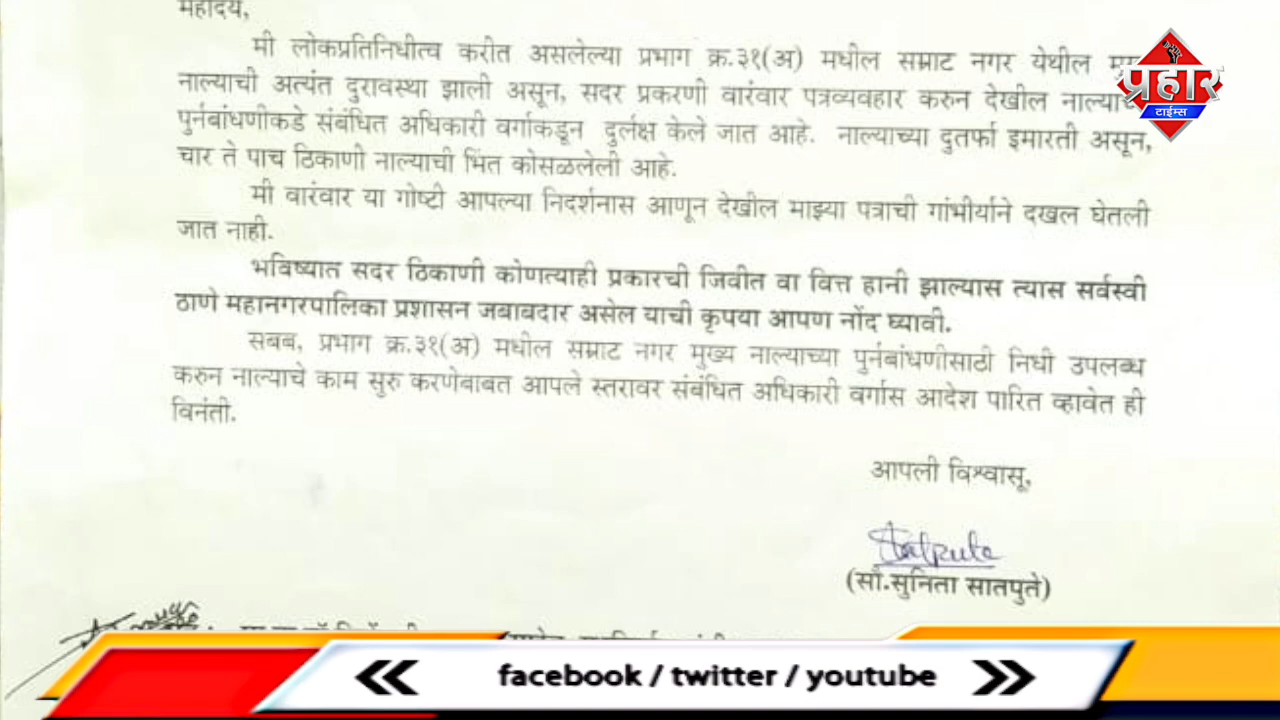 महोदय,
मी लोकप्रतिनिधीत्व करीत असलेल्या प्रभाग क्र.३१(अ) मधील सम्राट नगर येथील
नाल्याची अत्यंत दुरावस्था झाली असून, सदर प्रकरणी वारंवार पत्रव्यवहार करुन देखील
पुर्नबांधणीकडे संबंधित अधिकारी वर्गाकडून दुर्लक्ष केले जात आहे. नाल्याच्या दुतर्फा इमारती असून,
चार ते पाच ठिकाणी नाल्याची भिंत कोसळलेली आहे.
मी वारंवार या गोष्टी आपल्या निदर्शनास आणून देखील माझ्या पत्राची गांभीर्याने दखल घेतली
जात नाही.
भविष्यात सदर ठिकाणी कोणत्याही प्रकारची जिवीत वा वित्त हानी झाल्यास त्यास सर्वस्वी
ठाणे महानगरपालिका प्रशासन जबाबदार असेल याची कृपया आपण नोंद घ्यावी.
सबब, प्रभाग क्र.३१(अ) मधील सम्राट नगर मुख्य नाल्याच्या पुर्नबांधणीसाठी निधी उपलब्ध
करुन नाल्याचे काम सुरु करणेबाबत आपले स्तरावर संबंधित अधिकारी वर्गास आदेश पारित व्हावेत ही
विनंती.
आपली विश्वासू,
Satpute
(सौ.सुनिता सातपुते)
प्रहार
टाईम्स
facebook / twitter / youtube